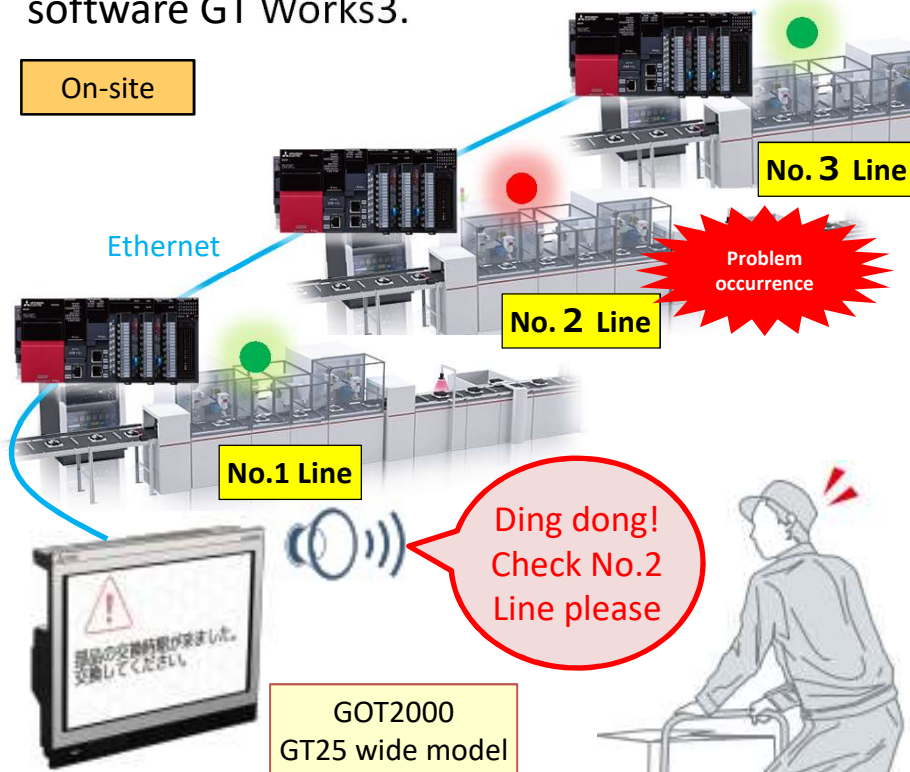 software GT Works3.
On-site
No.３ Line
Problem
occurrence
Ethernet
No.２ Line
No.1 Line
Ding dong!
Check No.2
Line please
部品の交換時期が来ました。
交換してください。
GOT2000
GT25 wide model